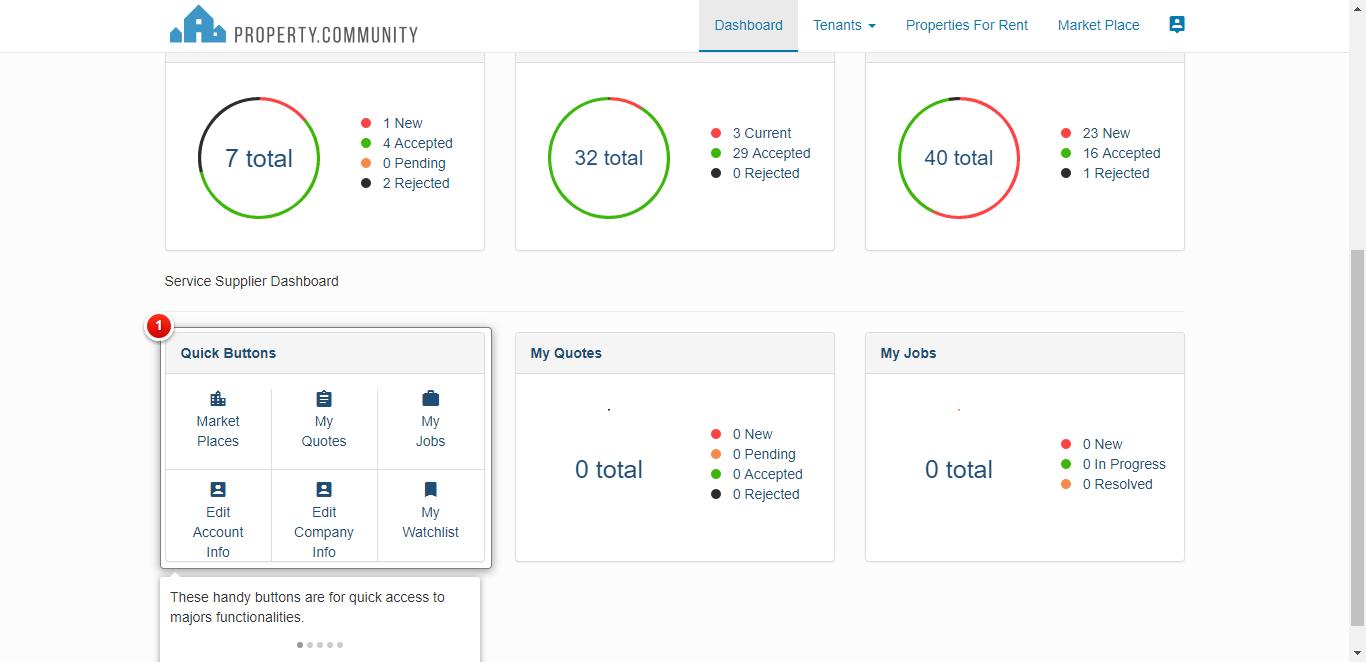 PROPERTY.COMMUNITY
Dashboard
Tenants
Properties For Rent
Market Place
7 total
1 New
4 Accepted
0 Pending
2 Rejected
32 total
3 Current
29 Accepted
0 Rejected
40 total
23 New
16 Accepted
1 Rejected
Service Supplier Dashboard
1
Quick Buttons
Market
Places
My
Quotes
My
Jobs
Edit
Account
Info
Edit
Company
Info
My
Watchlist
These handy buttons are for quick access to
majors functionalities.
My Quotes
0 total
0 New
0 Pending
0 Accepted
0 Rejected
My Jobs
0 total
0 New
0 In Progress
0 Resolved